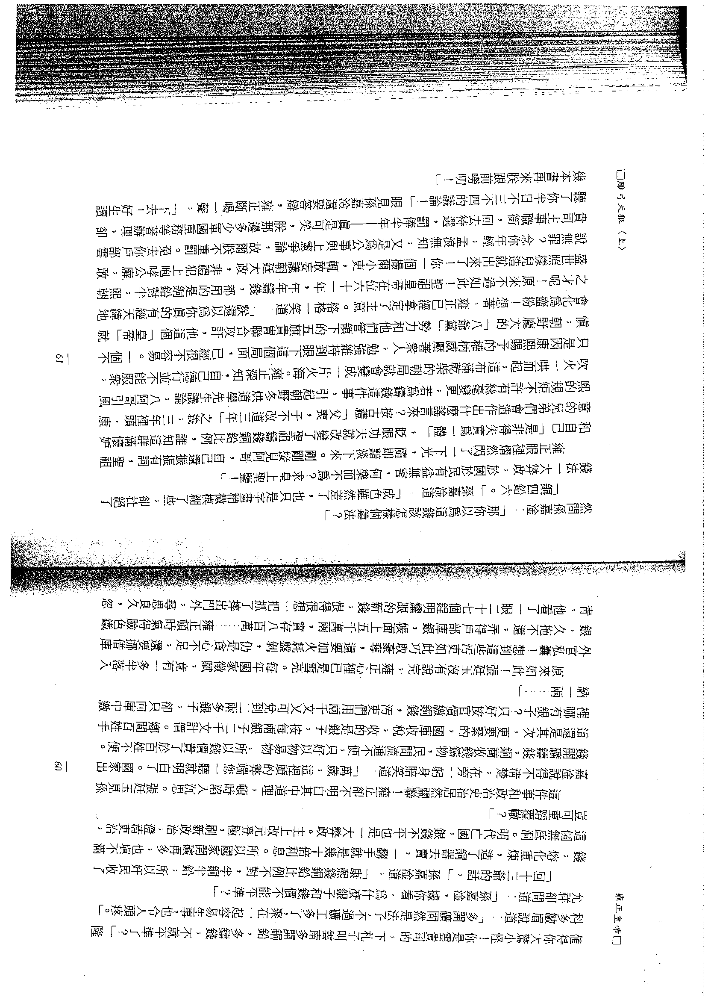 雍正皇帝□
值得你大驚小怪！你是雲貴司的，下札子叫雲南多開銅鉛，多鑄錢，不就平準了？」隆
科多皺眉說道：「多開礦固然是法子，不過礦工多了，聚在一起容易生事，也令人頭疼。」
允祥卻問道：「孫嘉淦，據你看，爲什麼銀子和錢價不能平準？」
「回十三爺的話，」孫嘉淦道，「康熙錢銅鉛比例不對，半銅半鉛，所以奸民收了
錢，熔化重煉，造了銅器去賣，一翻手就是幾十倍利息。所以國家開礦再多，也塡不滿
這個無底洞。明代亡國，銀錢不平也是一大弊政。主上改元登極，刷新政治，澄清吏治，
豈可重蹈覆轍？」
這件事和政治吏治居然關聯！雍正卻不明白其中道理，頓時陷入沉思。張廷玉見孫
嘉淦說得不清楚，在旁一躬身賠笑道：「萬歲，這裡頭的弊端您一聽就明白了。國家出
錢開礦鑄錢，銅商收錢鑄物，民間流通不便，只好以物易物，所以錢價貴了於百姓不便。
這還是其次，更要緊的，國庫收稅，收的是銀子，按每兩銀子二千文計價。鄉間百姓手
裡哪有銀子？只好按官價繳銅錢，污吏們用兩千文又可兌到二兩多銀子，卻只向庫中繳
納一兩……」
原來如此！張廷玉沒有說完，雍正心裡已是雪亮。每年國家徵賦，竟有一多半落入
外官私囊！想到這些污吏如此巧取豪奪，還要加火耗盤剝，仍是貪心不足，還要挪借庫
銀，久拖不還，弄得戶部庫銀，帳面上五千萬兩，實存八百萬……雍正頓時氣得臉色鐵
青，他看了一眼二十七個鋥明耀眼的新錢，恨得很想一把抓了摔出門外，尋思良久，忽
60
□雕弓天狼〈上〉
然問孫嘉淦：「那你以爲這錢該怎樣個鑄法？」
「銅四鉛六。」孫嘉淦道：「成色雖然差了，也只是字畫稍微模糊了些，卻杜絕了
錢法一大弊政，於國於民有益無害，何樂而不爲？求皇上聖鑒！」
雍正眼裡熠然閃了一下光，隨即黯淡下來。剛剛接見阿哥，自己還振振有詞，聖祖
和自己「是非得失實爲一體」，眨眼功夫就改變了聖祖鑄錢銅鉛比例，誰知這群滿懷妒
意的兄弟們會造作出什麼謠言來？按古禮「父喪，子不改道三年」之義，三年裡頭，康
熙的規矩不許有絲毫變更，若爲鑄錢這件事，引起朝野冬烘道學先生議論，八阿哥引風
吹火一哄而起，這布滿乾柴的朝局就會變成一片火海。雍正深知，自己德行並不能服衆，
只是因康熙賜予的權柄威壓著衆人，勉強維持到眼下這個局面，已經很不容易。一個不
愼，朝野龐大的「八爺黨」勢力和他們管領下的五旗貴冑聯合攻訐，他這個「皇帝」就
會化爲齏粉！想著，雍正已經拿定了主意。格格一笑道：「朕還以爲你眞的有經天緯地
之才呢！原來不過如此！聖祖皇帝在位六十一年，年年鑄錢，都用的是銅鉛對半，熙朝
盛世照樣兒造就出來了！你一個撮爾小吏，輒敢妄議朝廷大政，非禮犯上咆哮公廨，敢
說無罪？念你年輕，孟浪無知，又是爲公事與上憲爭論，故爾朕不重罰。免去你戶部雲
貴司主事職銜，回去待選，罰俸半年——眞是可笑，朕那邊多少軍國重務等著辦理，卻
聽了你半日不三不四的議論！」眼見孫嘉淦還要答辯，雍正斷喝一聲，「下去！好生讀
幾本書再來朕跟前嘮叨！」
61